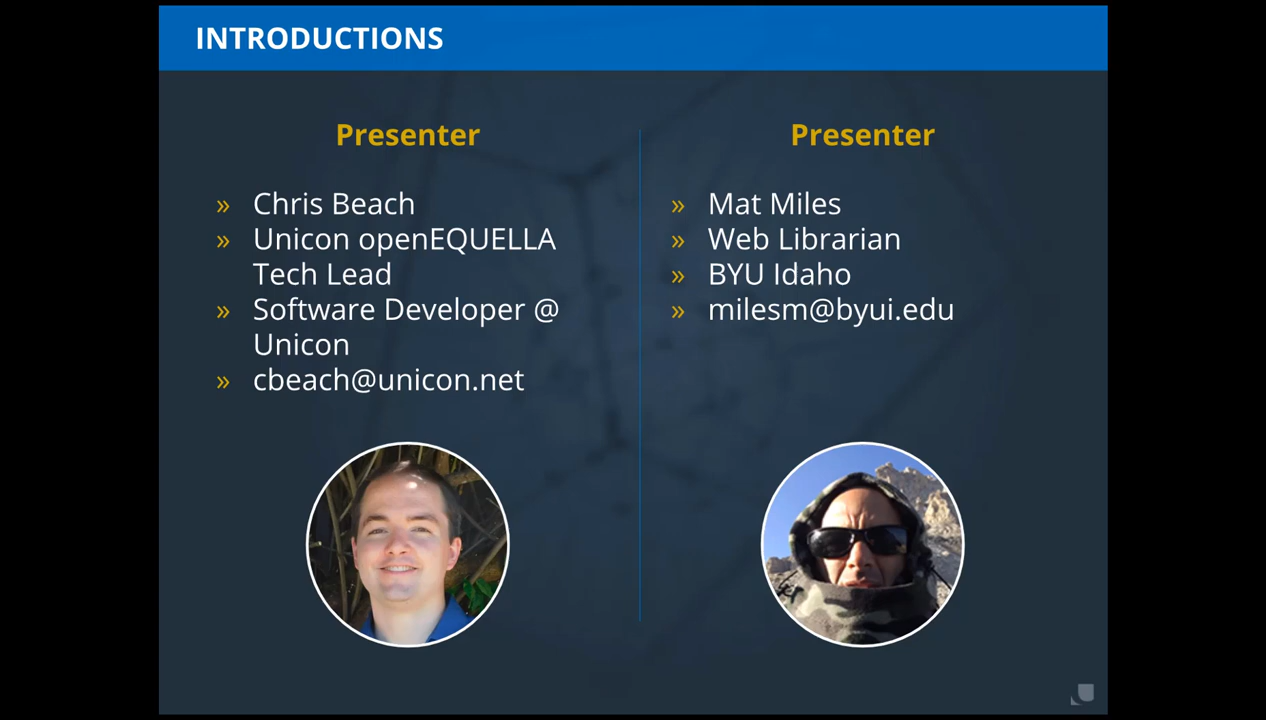 INTRODUCTIONS
Presenter
» Chris Beach
» Unicon openEQUELLA
Tech Lead
» Software Developer @
Unicon
» cbeach@unicon.net
Presenter
» Mat Miles
» Web Librarian
» BYU Idaho
» milesm@byui.edu